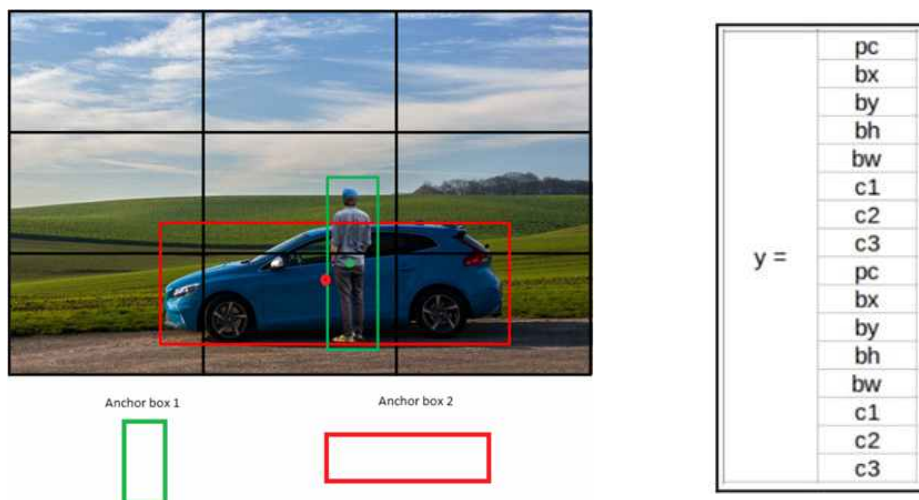 Anchor box 1
Anchor box 2
y =
pc
bx
by
bh
bw
c1
c2
c3
pc
bx
by
bh
bw
c1
c2
c3